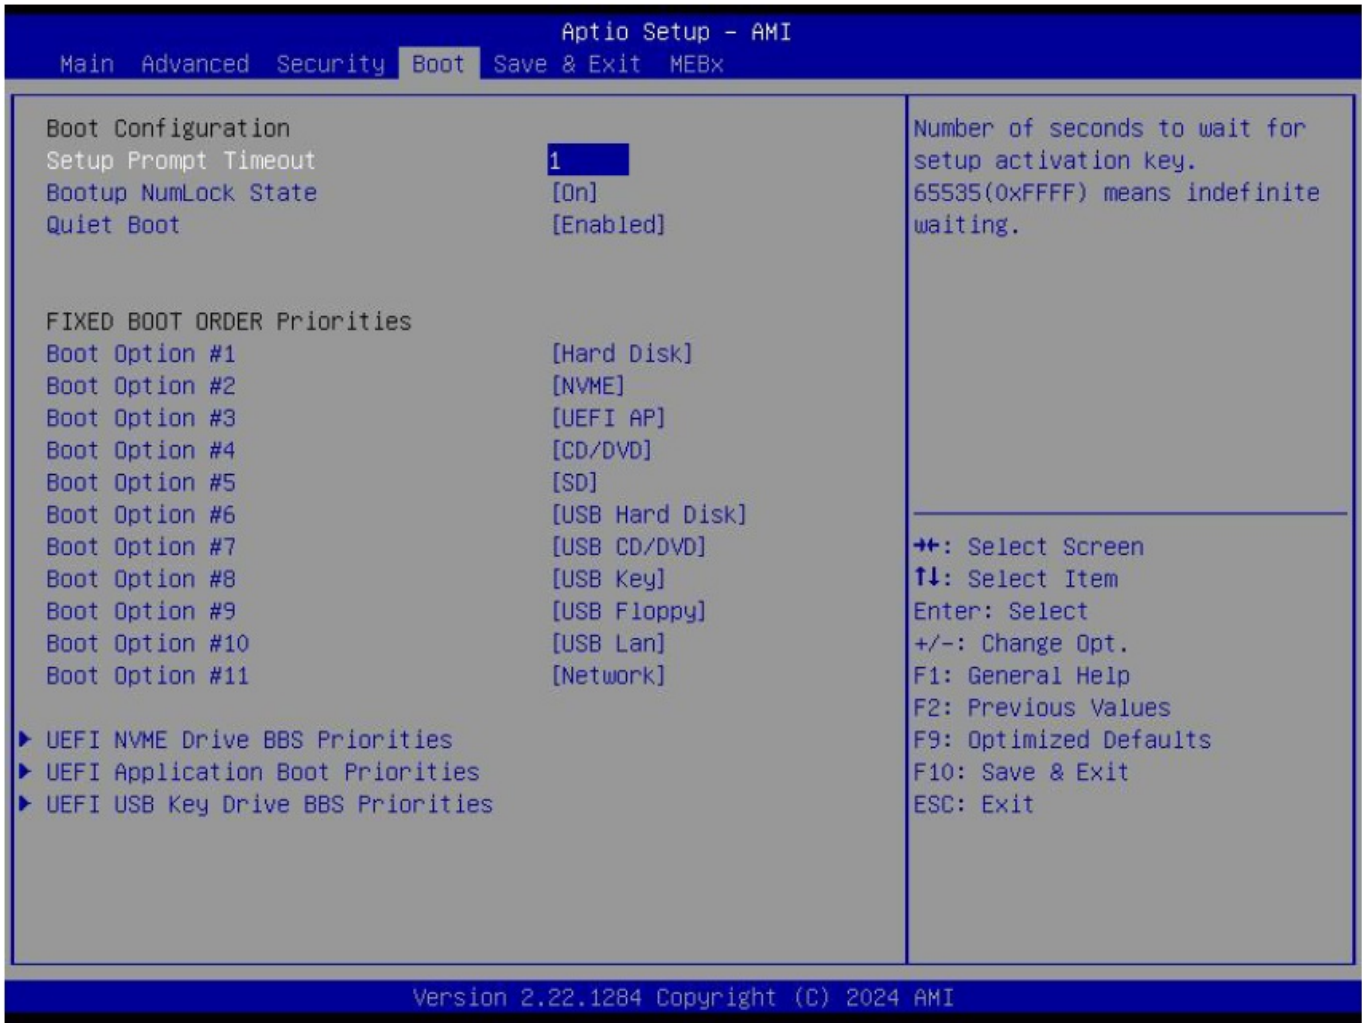 Aptio Setup - AMI
Main Advanced Security Boot Save & Exit MEBx
Boot Configuration
Setup Prompt Timeout 1
Bootup NumLock State [On]
Quiet Boot [Enabled]
FIXED BOOT ORDER Priorities
Boot Option #1 [Hard Disk]
Boot Option #2 [NVME]
Boot Option #3 [UEFI AP]
Boot Option #4 [CD/DVD]
Boot Option #5 [SD]
Boot Option #6 [USB Hard Disk]
Boot Option #7 [USB CD/DVD]
Boot Option #8 [USB Key]
Boot Option #9 [USB Floppy]
Boot Option #10 [USB Lan]
Boot Option #11 [Network]
UEFI NVME Drive BBS Priorities
UEFI Application Boot Priorities
UEFI USB Key Drive BBS Priorities
Number of seconds to wait for
setup activation key.
65535(0xFFFF) means indefinite
waiting.
→←: Select Screen
↑↓: Select Item
Enter: Select
+/-: Change Opt.
F1: General Help
F2: Previous Values
F9: Optimized Defaults
F10: Save & Exit
ESC: Exit
Version 2.22.1284 Copyright (C) 2024 AMI